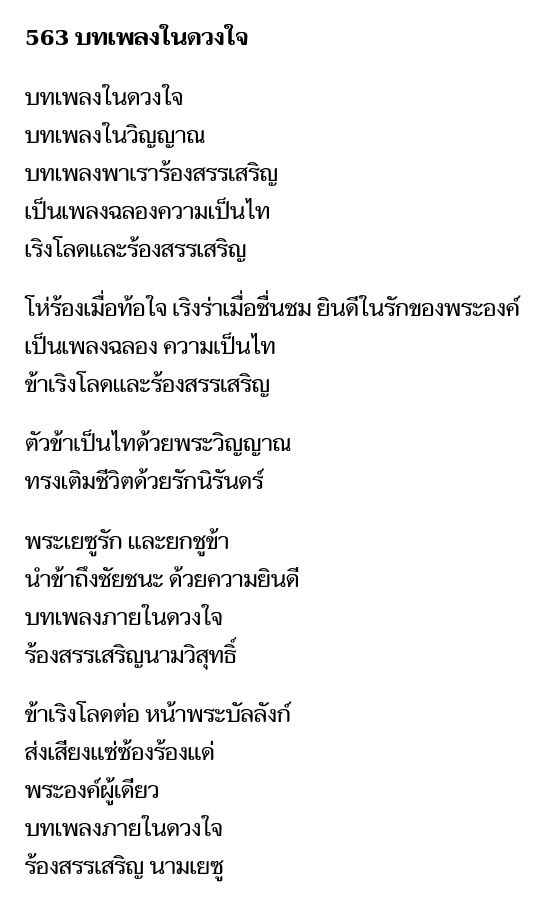 563 บทเพลงในดวงใจ
บทเพลงในดวงใจ
บทเพลงในวิญญาณ
บทเพลงพาเราร้องสรรเสริญ
เป็นเพลงฉลองความเป็นไท
เริงโลดและร้องสรรเสริญ
โห่ร้องเมื่อท้อใจ เริงร่าเมื่อชื่นชม ยินดีในรักของพระองค์
เป็นเพลงฉลอง ความเป็นไท
ข้าเริงโลดและร้องสรรเสริญ
ตัวข้าเป็นไทด้วยพระวิญญาณ
ทรงเติมชีวิตด้วยรักนิรันดร์
พระเยซูรัก และยกชูข้า
นำข้าถึงชัยชนะ ด้วยความยินดี
บทเพลงภายในดวงใจ
ร้องสรรเสริญนามวิสุทธิ์
ข้าเริงโลดต่อ หน้าพระบัลลังก์
ส่งเสียงแซ่ซ้องร้องแด่
พระองค์ผู้เดียว
บทเพลงภายในดวงใจ
ร้องสรรเสริญ นามเยซู